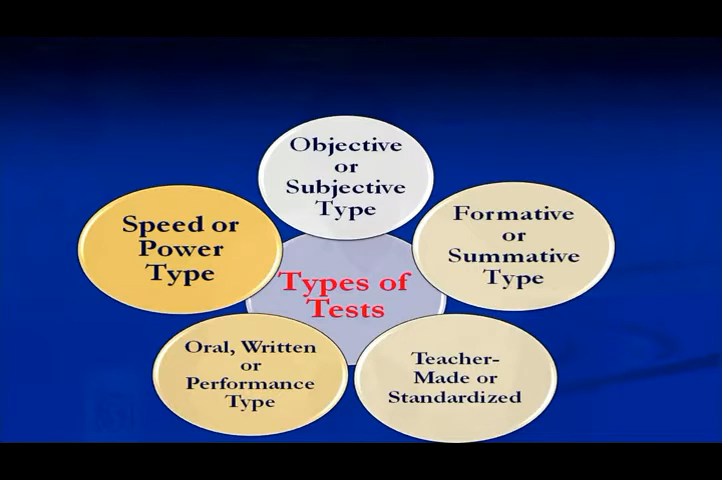 Objective
or
Subjective
Type
Formative
or
Summative
Type
Speed or
Power
Type
Types of
Tests
Oral, Written
or
Performance
Type
Teacher-
Made or
Standardized